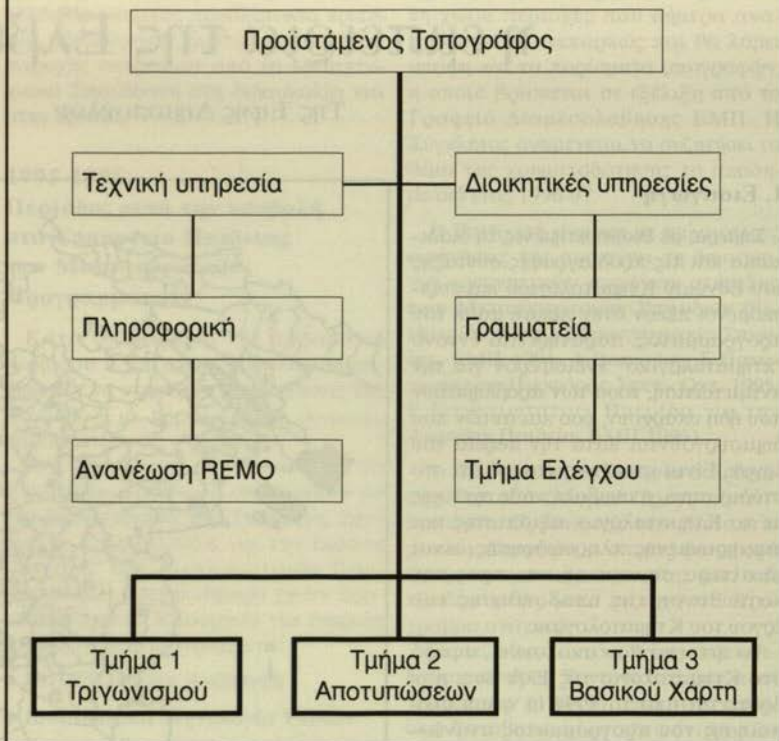 Προϊστάμενος Τοπογράφος
Τεχνική υπηρεσία
Διοικητικές υπηρεσίες
Πληροφορική
Γραμματεία
Ανανέωση REMO
Τμήμα Ελέγχου
Τμήμα 1
Τριγωνισμού
Τμήμα 2
Αποτυπώσεων
Τμήμα 3
Βασικού Χάρτη